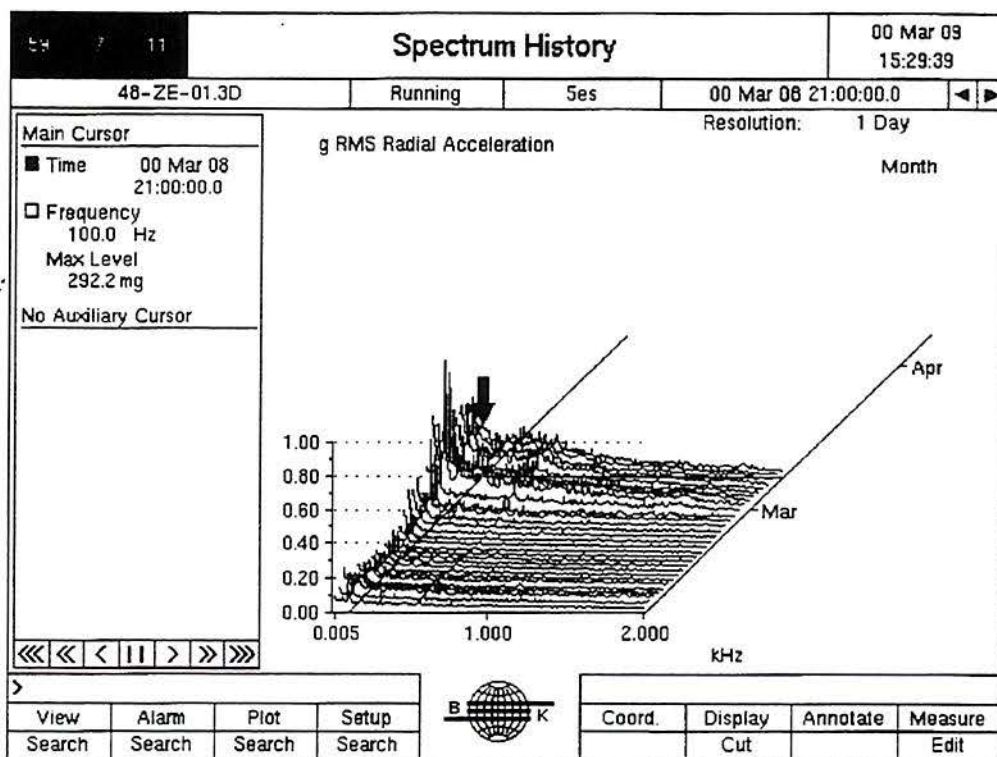 59 7 11
Spectrum History
00 Mar 09
15:29:39
48-ZE-01.3D
Running
5es
00 Mar 08 21:00:00.0
Main Cursor
Time 00 Mar 08
21:00:00.0
Frequency
100.0 Hz
Max Level
292.2 mg
No Auxiliary Cursor
g RMS Radial Acceleration
Resolution: 1 Day
Month
Apr
Mar
1.00
0.80
0.60
0.40
0.20
0.00
0.005 1.000 2.000
kHz
>
B K
View Alarm Plot Setup
Search Search Search Search
Coord. Display Annotate Measure
Cut Edit